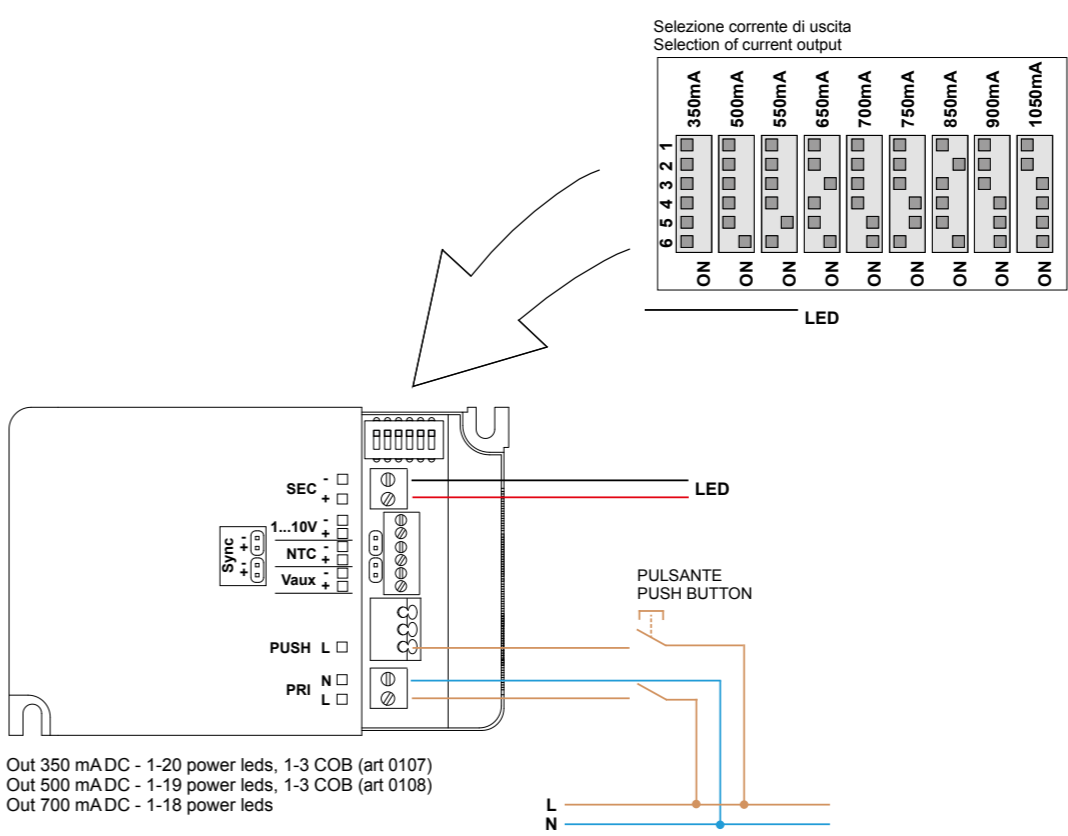 Selezione corrente di uscita
Selection of current output
350mA 500mA 550mA 650mA 700mA 750mA 850mA 900mA 1050mA
1
2
3
4
5
6
ON ON ON ON ON ON ON ON ON
LED
SEC - +
LED
1...10V - +
Sync + - + -
NTC - +
Vaux - +
PULSANTE
PUSH BUTTON
PUSH L
PRI N L
Out 350 mA DC - 1-20 power leds, 1-3 COB (art 0107)
Out 500 mA DC - 1-19 power leds, 1-3 COB (art 0108)
Out 700 mA DC - 1-18 power leds
L
N